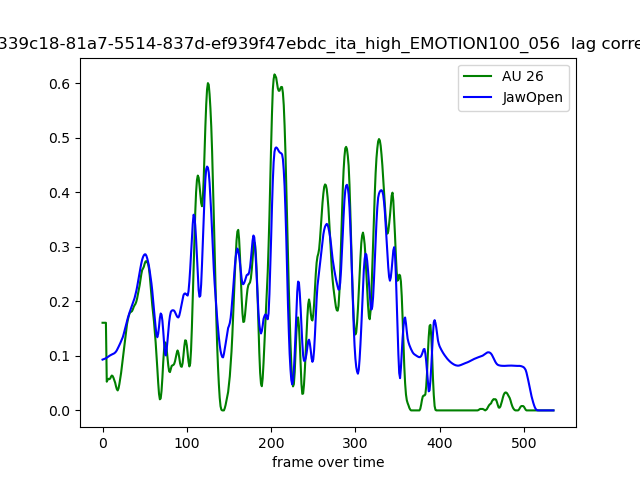 339c18-81a7-5514-837d-ef939f47ebdc_ita_high_EMOTION100_056 lag corre
AU 26
JawOpen
0.6
0.5
0.4
0.3
0.2
0.1
0.0
0 100 200 300 400 500
frame over time